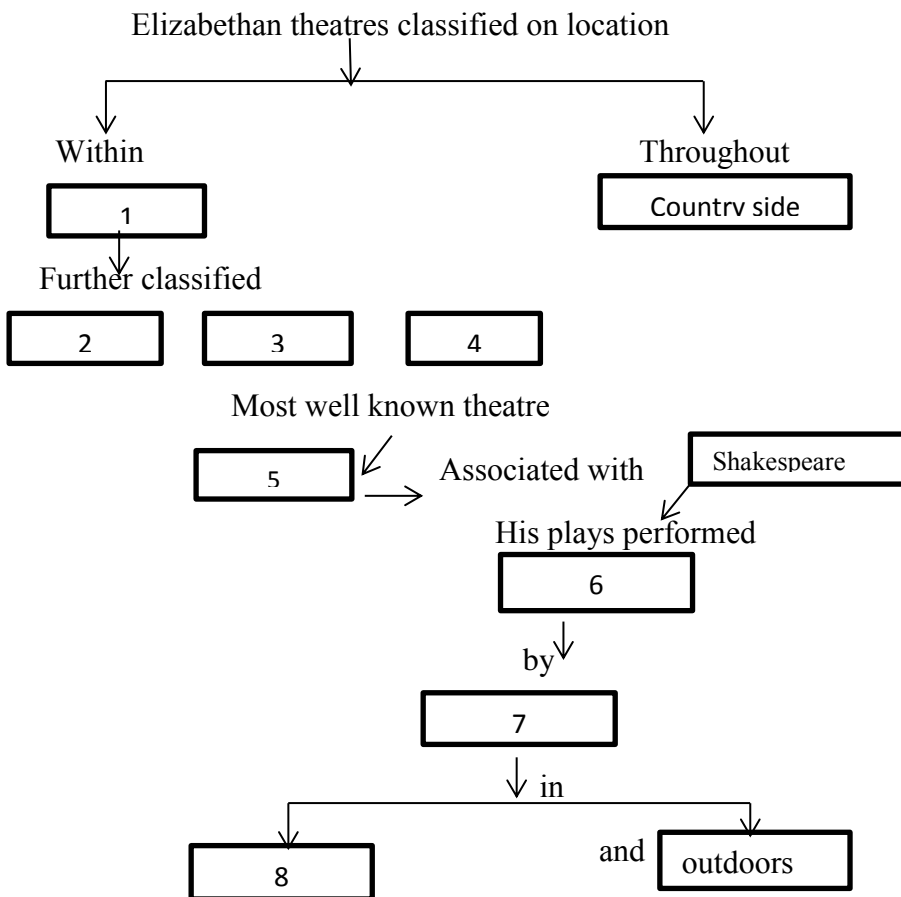 Elizabethan theatres classified on location
Within
Throughout
1
Country side
Further classified
2
3
4
Most well known theatre
5
Associated with
Shakespeare
His plays performed
6
by
7
in
8
and
outdoors